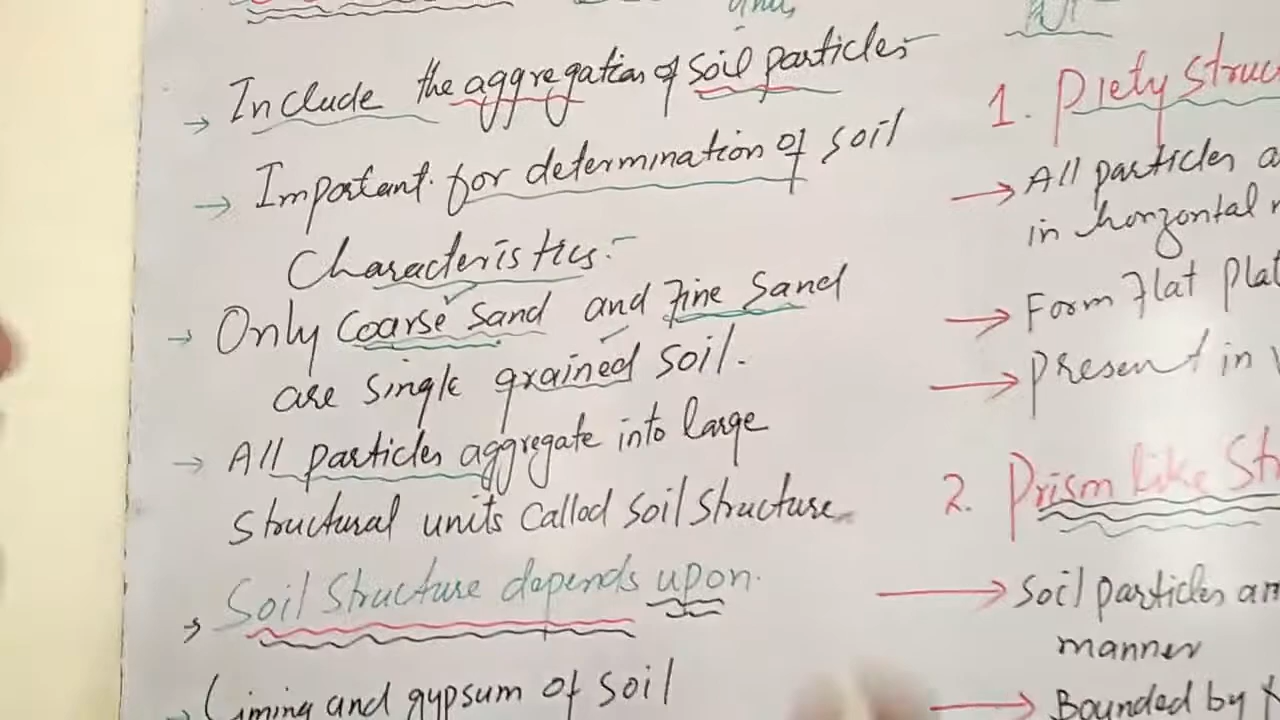 Include the aggregation of soil particles
Important for determination of soil
Characteristics:-
Only coarse sand and fine sand
are single grained soil.
All particles aggregate into large
structural units called soil structure
Soil Structure depends upon.
Liming and gypsum of soil
1. Plety struc
All particles a
in horzontal
Form flat plat
present in
2. Prism like Str
Soil particles ar
manner
Bounded by